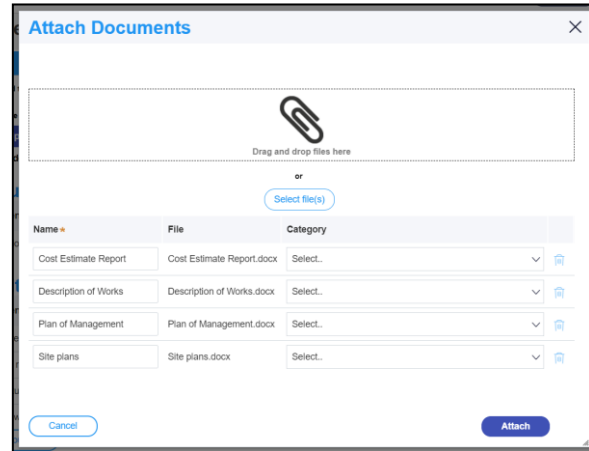 Attach Documents
Drag and drop files here
or
Select file(s)
Name* File Category
Cost Estimate Report Cost Estimate Report.docx Select..
Description of Works Description of Works.docx Select..
Plan of Management Plan of Management.docx Select..
Site plans Site plans.docx Select..
Cancel Attach